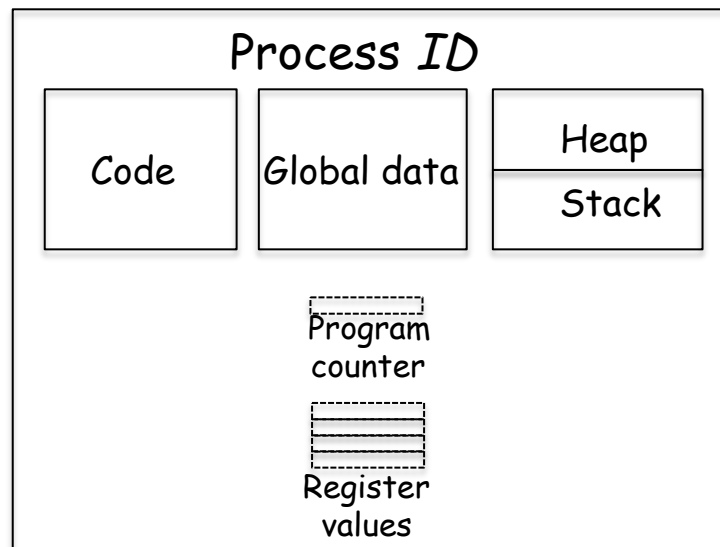 Process ID
Code
Global data
Heap
Stack
Program
counter
Register
values